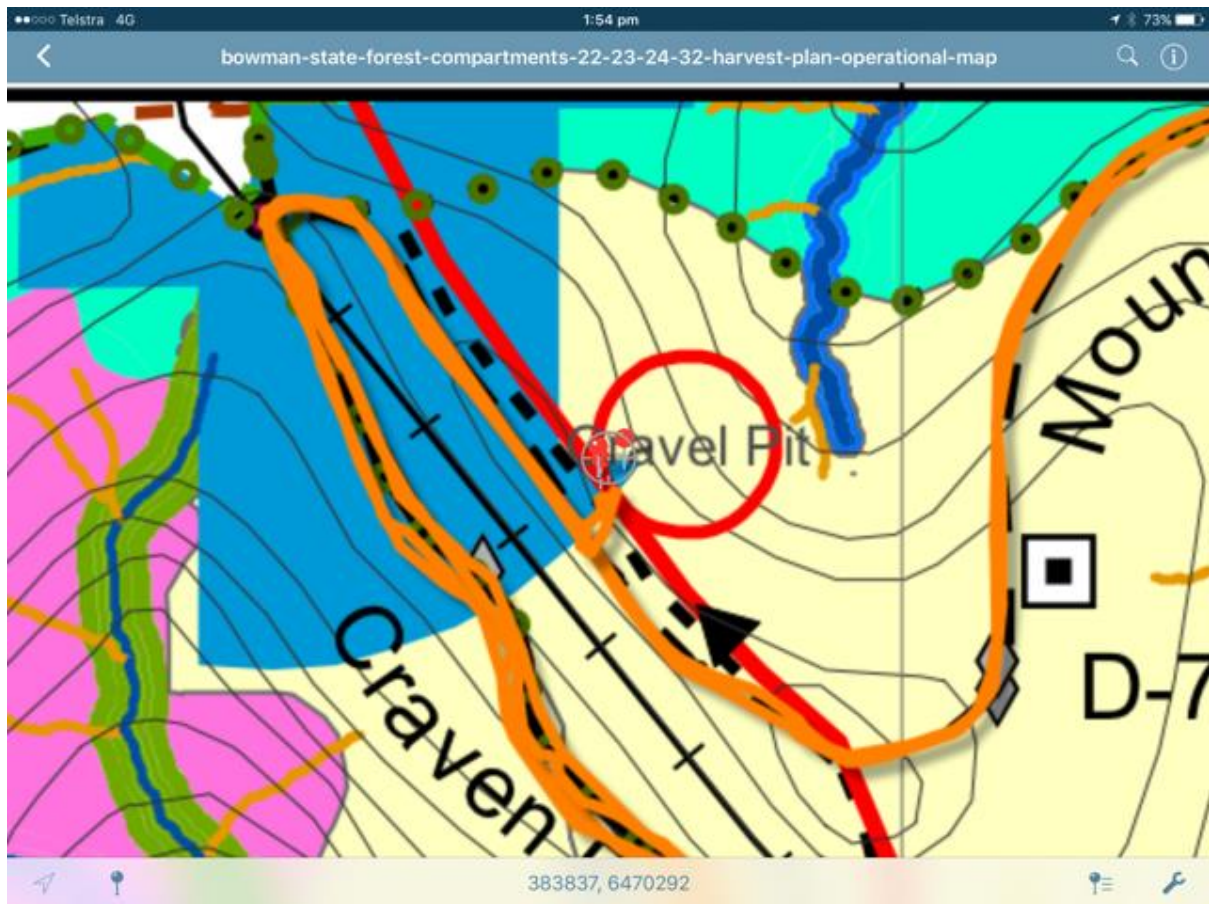 Telstra 4G 1:54 pm 73%
bowman-state-forest-compartments-22-23-24-32-harvest-plan-operational-map
Moun
Gravel Pit
D-7
Craven
383837, 6470292